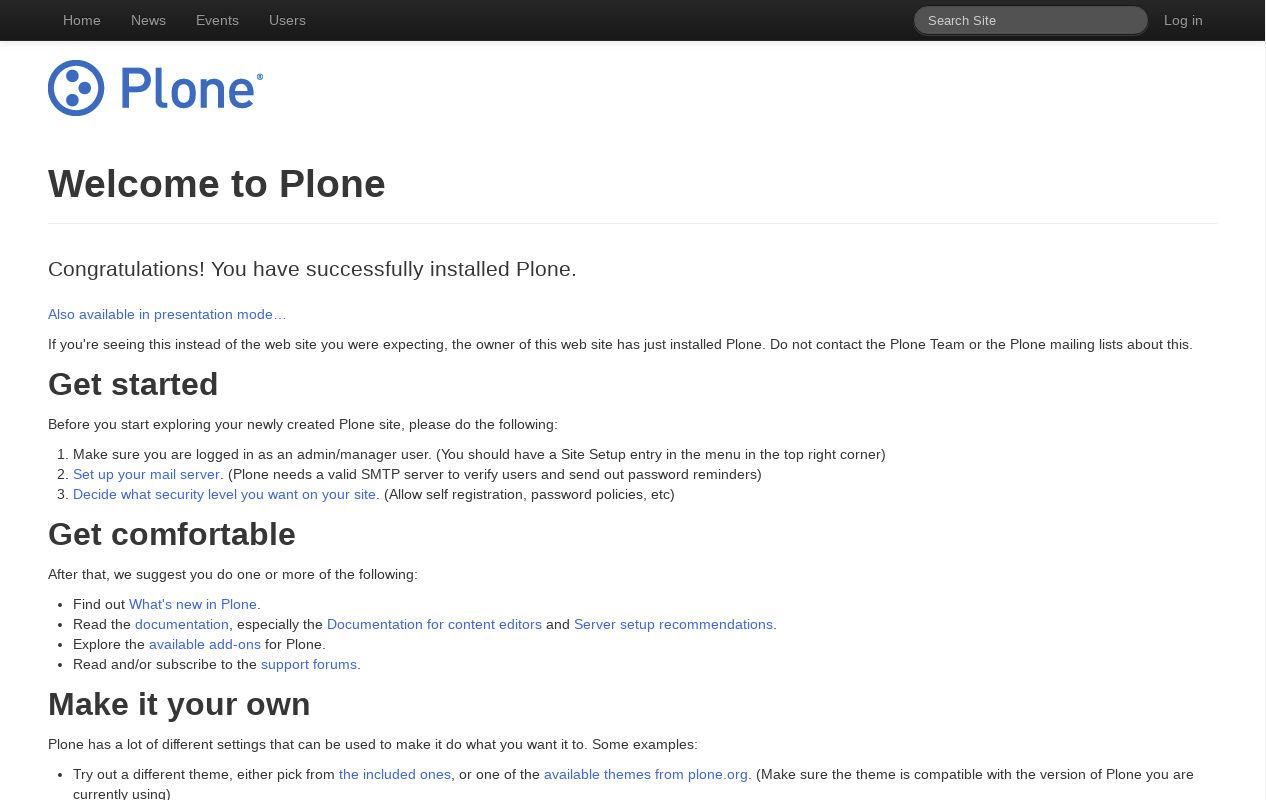 Home News Events Users Search Site Log in
Plone®
Welcome to Plone
Congratulations! You have successfully installed Plone.
Also available in presentation mode…
If you're seeing this instead of the web site you were expecting, the owner of this web site has just installed Plone. Do not contact the Plone Team or the Plone mailing lists about this.
Get started
Before you start exploring your newly created Plone site, please do the following:
1. Make sure you are logged in as an admin/manager user. (You should have a Site Setup entry in the menu in the top right corner)
2. Set up your mail server. (Plone needs a valid SMTP server to verify users and send out password reminders)
3. Decide what security level you want on your site. (Allow self registration, password policies, etc)
Get comfortable
After that, we suggest you do one or more of the following:
• Find out What's new in Plone.
• Read the documentation, especially the Documentation for content editors and Server setup recommendations.
• Explore the available add-ons for Plone.
• Read and/or subscribe to the support forums.
Make it your own
Plone has a lot of different settings that can be used to make it do what you want it to. Some examples:
• Try out a different theme, either pick from the included ones, or one of the available themes from plone.org. (Make sure the theme is compatible with the version of Plone you are
currently using)